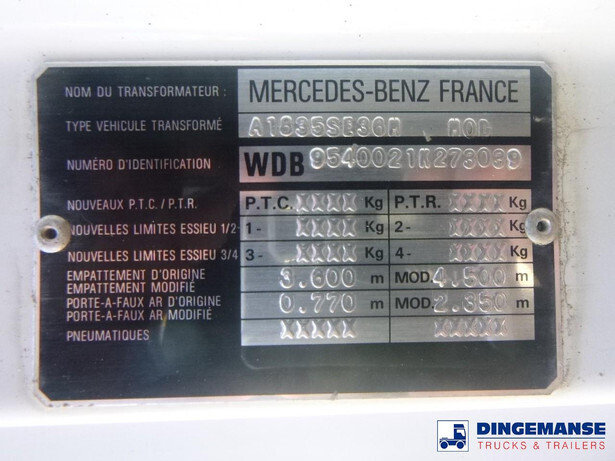 NOM DU TRANSFORMATEUR : MERCEDES-BENZ FRANCE
TYPE VEHICULE TRANSFORMÉ A1635SE36M MOD
NUMÉRO D'IDENTIFICATION WDB 9540021K273039
NOUVEAUX P.T.C. / P.T.R. P.T.C. XXXX Kg P.T.R. XXXX Kg
NOUVELLES LIMITES ESSIEU 1/2 1- XXXX Kg 2- XXXX Kg
NOUVELLES LIMITES ESSIEU 3/4 3- XXXX Kg 4- XXXX Kg
EMPATTEMENT D'ORIGINE 3.600 m MOD. 4.500 m
EMPATTEMENT MODIFIÉ
PORTE-A-FAUX AR D'ORIGINE 0.770 m MOD. 2.350 m
PORTE-A-FAUX AR MODIFIÉ
PNEUMATIQUES XXXXX XXXXX
DINGEMANSE
TRUCKS & TRAILERS